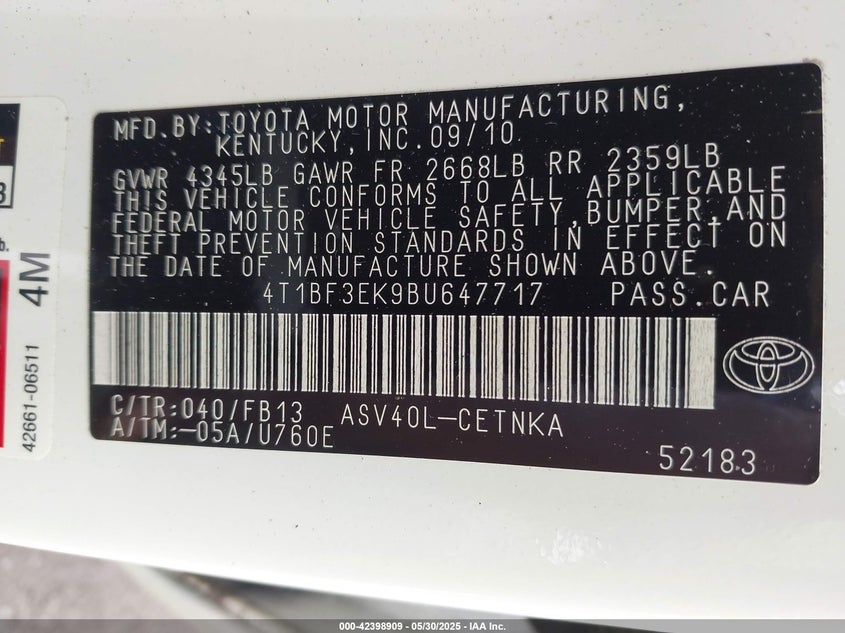 MFD. BY: TOYOTA MOTOR MANUFACTURING,
KENTUCKY, INC. 09/10
GVWR 4345LB GAWR FR 2668LB RR 2359LB
THIS VEHICLE CONFORMS TO ALL APPLICABLE
FEDERAL MOTOR VEHICLE SAFETY, BUMPER, AND
THEFT PREVENTION STANDARDS IN EFFECT ON
THE DATE OF MANUFACTURE SHOWN ABOVE.
4T1BF3EK9BU647717 PASS. CAR
C/TR: 040/FB13 ASV40L-CETNKA
A/TM: -05A/U760E
52183
4M
42661-06511
000-42398909 - 05/30/2025 - IAA Inc.